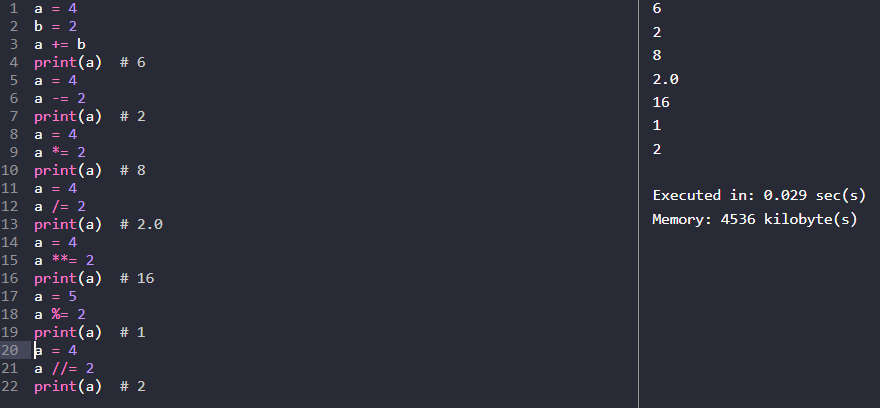 1 a = 4
2 b = 2
3 a += b
4 print(a)  # 6
5 a = 4
6 a -= 2
7 print(a)  # 2
8 a = 4
9 a *= 2
10 print(a)  # 8
11 a = 4
12 a /= 2
13 print(a)  # 2.0
14 a = 4
15 a **= 2
16 print(a)  # 16
17 a = 5
18 a %= 2
19 print(a)  # 1
20 a = 4
21 a //= 2
22 print(a)  # 2
6
2
8
2.0
16
1
2
Executed in: 0.029 sec(s)
Memory: 4536 kilobyte(s)